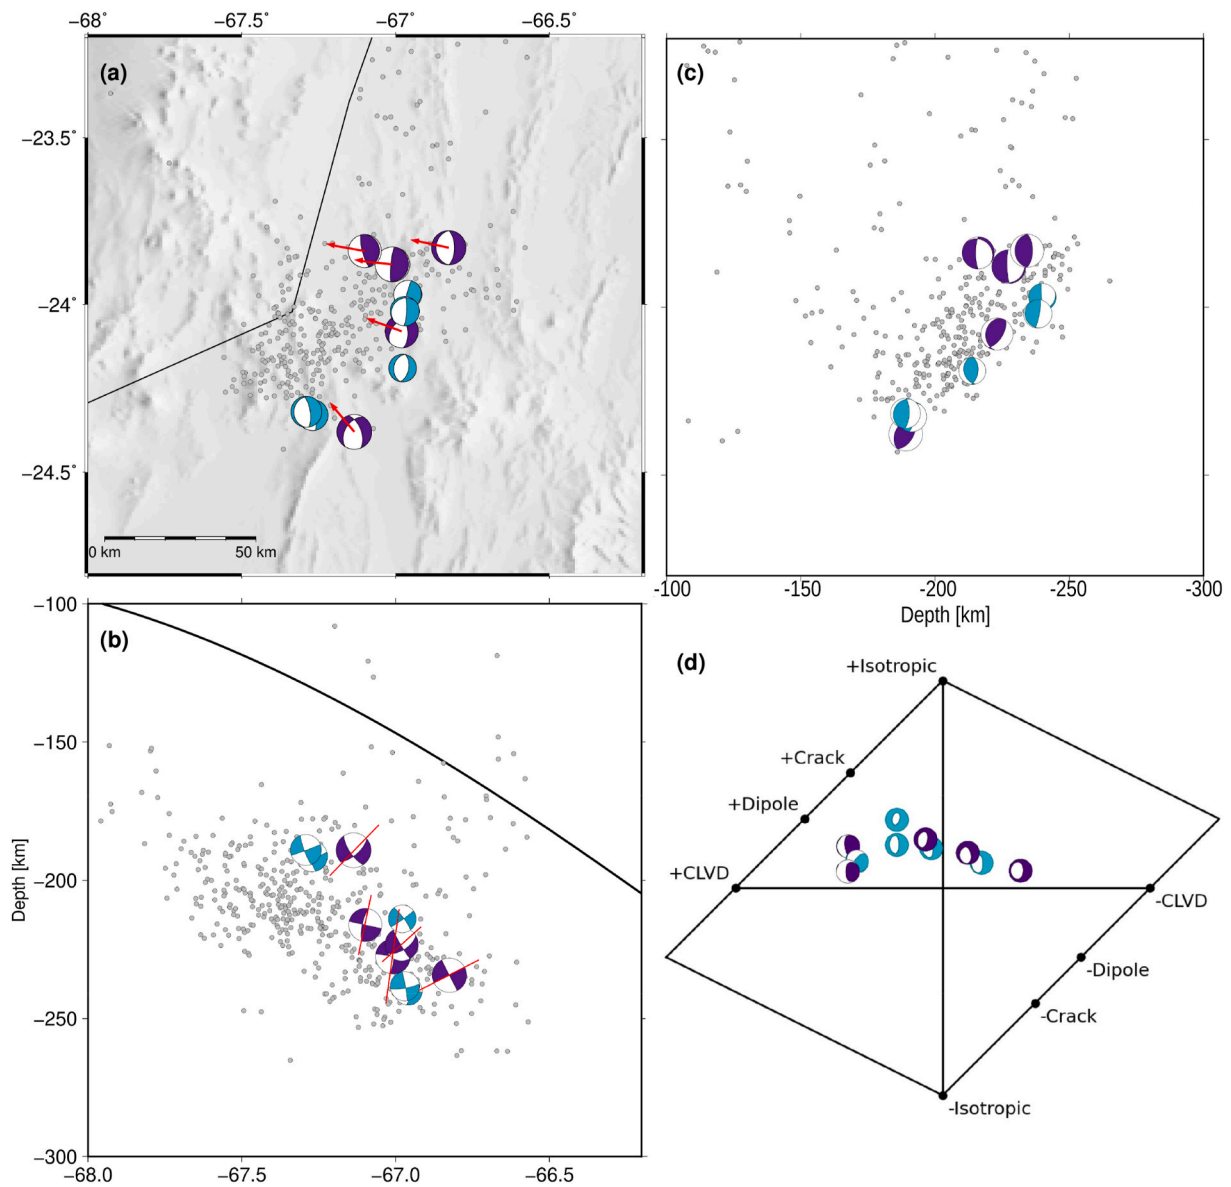 −68˚ −67.5˚ −67˚ −66.5˚
(a)
−23.5˚
−24˚
−24.5˚
0 km 50 km
(c)
-100 -150 -200 -250 -300
Depth [km]
(b)
−100
−150
−200
−250
−300
Depth [km]
−68.0 −67.5 −67.0 −66.5
(d)
+Isotropic
+Crack
+Dipole
+CLVD
-CLVD
-Dipole
-Crack
-Isotropic